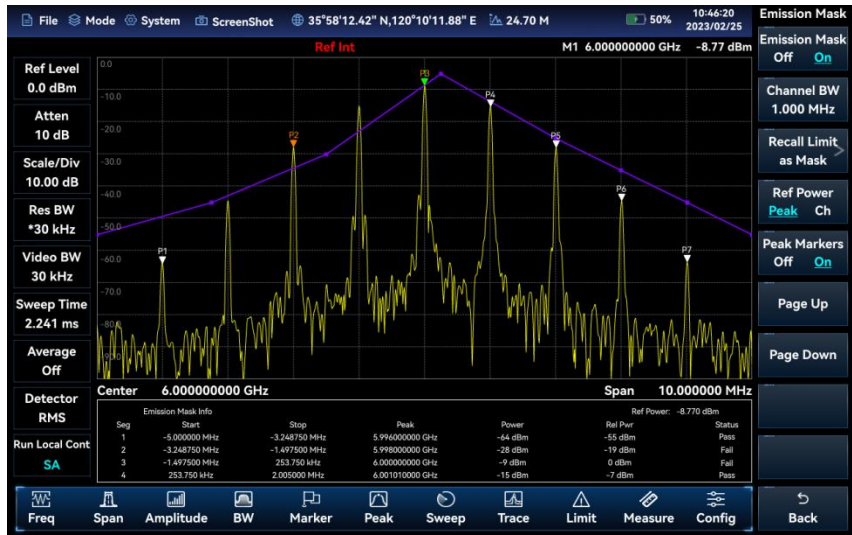 File Mode System ScreenShot 35°58'12.42" N,120°10'11.88" E 24.70 M 50% 10:46:20 2023/02/25
Ref Int M1 6.000000000 GHz -8.77 dBm
Ref Level
0.0 dBm
Atten
10 dB
Scale/Div
10.00 dB
Res BW
*30 kHz
Video BW
30 kHz
Sweep Time
2.241 ms
Average
Off
Detector
RMS
Run Local Cont
SA
0.0
-10.0
-20.0
-30.0
-40.0
-50.0
-60.0
-70.0
-80.0
-90.0
P1
P2
P3
P4
P5
P6
P7
Center 6.000000000 GHz Span 10.000000 MHz
Emission Mask Info Ref Power: -8.770 dBm
Seg Start Stop Peak Power Rel Pwr Status
1 -5.000000 MHz -3.248750 MHz 5.996000000 GHz -64 dBm -55 dBm Pass
2 -3.248750 MHz -1.497500 MHz 5.998000000 GHz -28 dBm -19 dBm Fail
3 -1.497500 MHz 253.750 kHz 6.000000000 GHz -9 dBm 0 dBm Fail
4 253.750 kHz 2.005000 MHz 6.001010000 GHz -15 dBm -7 dBm Pass
Emission Mask
Emission Mask
Off On
Channel BW
1.000 MHz
Recall Limit
as Mask
Ref Power
Peak Ch
Peak Markers
Off On
Page Up
Page Down
Back
Freq Span Amplitude BW Marker Peak Sweep Trace Limit Measure Config